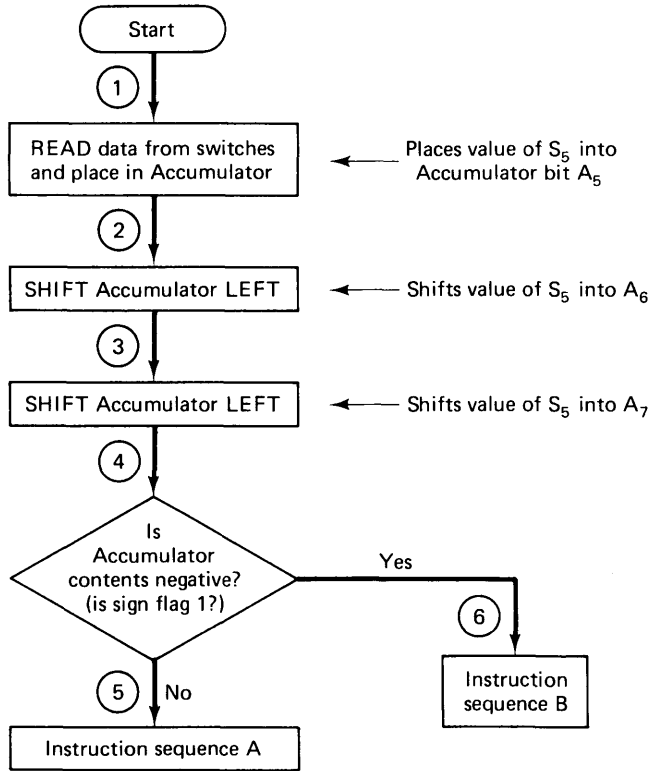 Start
1
READ data from switches
and place in Accumulator
Places value of S₅ into
Accumulator bit A₅
2
SHIFT Accumulator LEFT
Shifts value of S₅ into A₆
3
SHIFT Accumulator LEFT
Shifts value of S₅ into A₇
4
Is
Accumulator
contents negative?
(is sign flag 1?)
Yes
6
Instruction
sequence B
5
No
Instruction sequence A